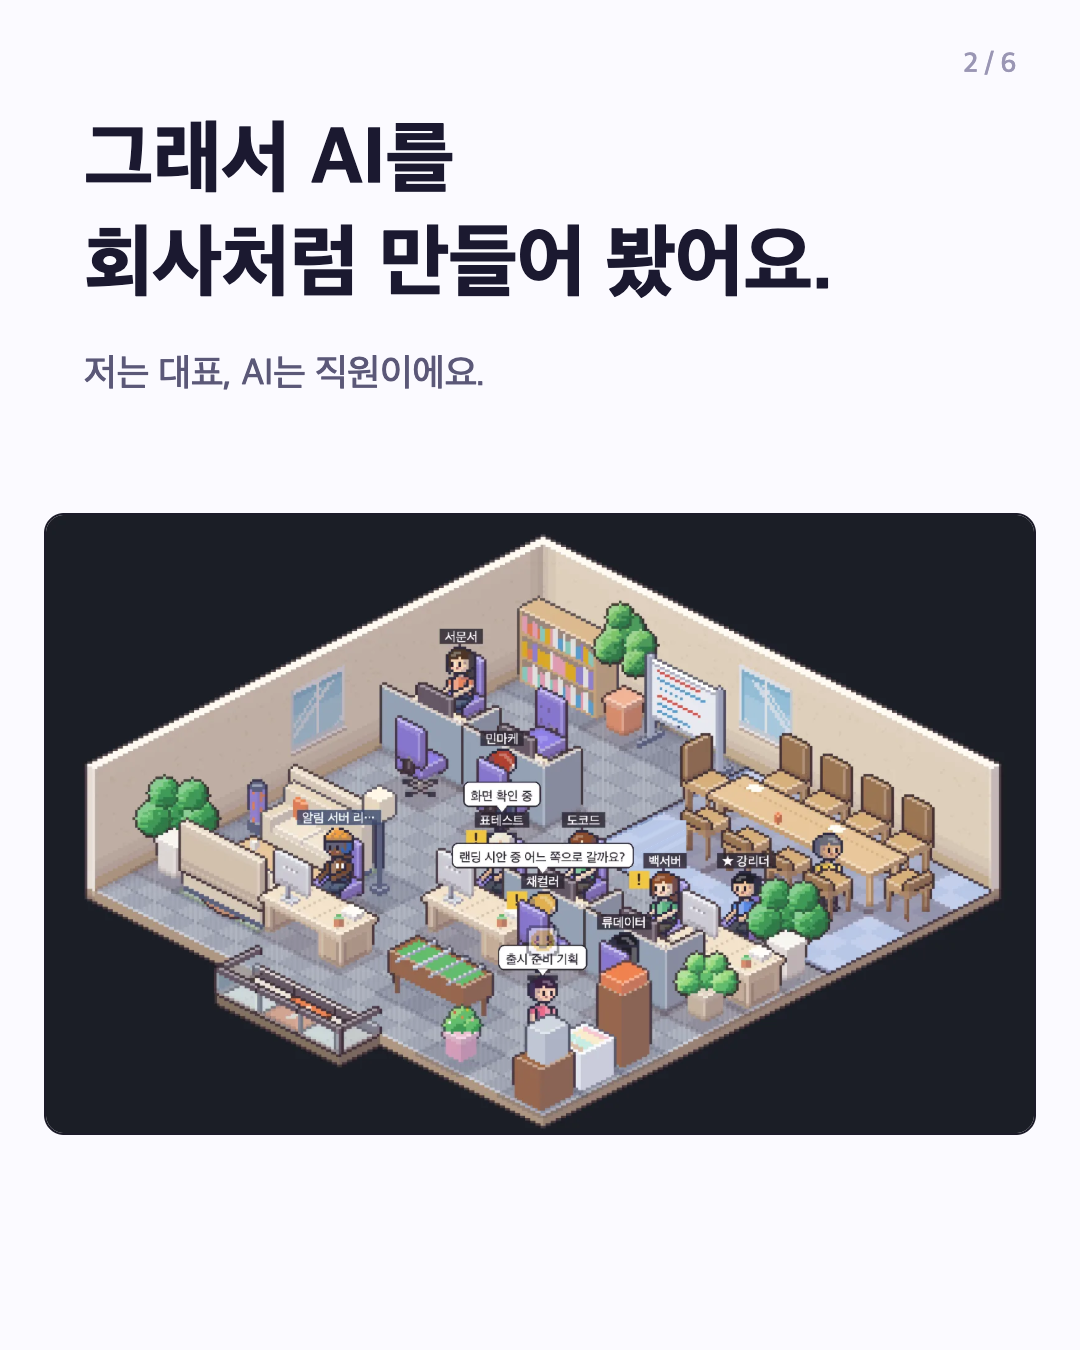 2 / 6
그래서 AI를
회사처럼 만들어 봤어요.
저는 대표, AI는 직원이에요.
서문서
민마케
화면 확인 중
알림 서버 리…
표테스트
도코드
!
랜딩 시안 중 어느 쪽으로 갈까요?
백서버
★ 강리더
!
채컬러
!
류데이터
출시 준비 기획